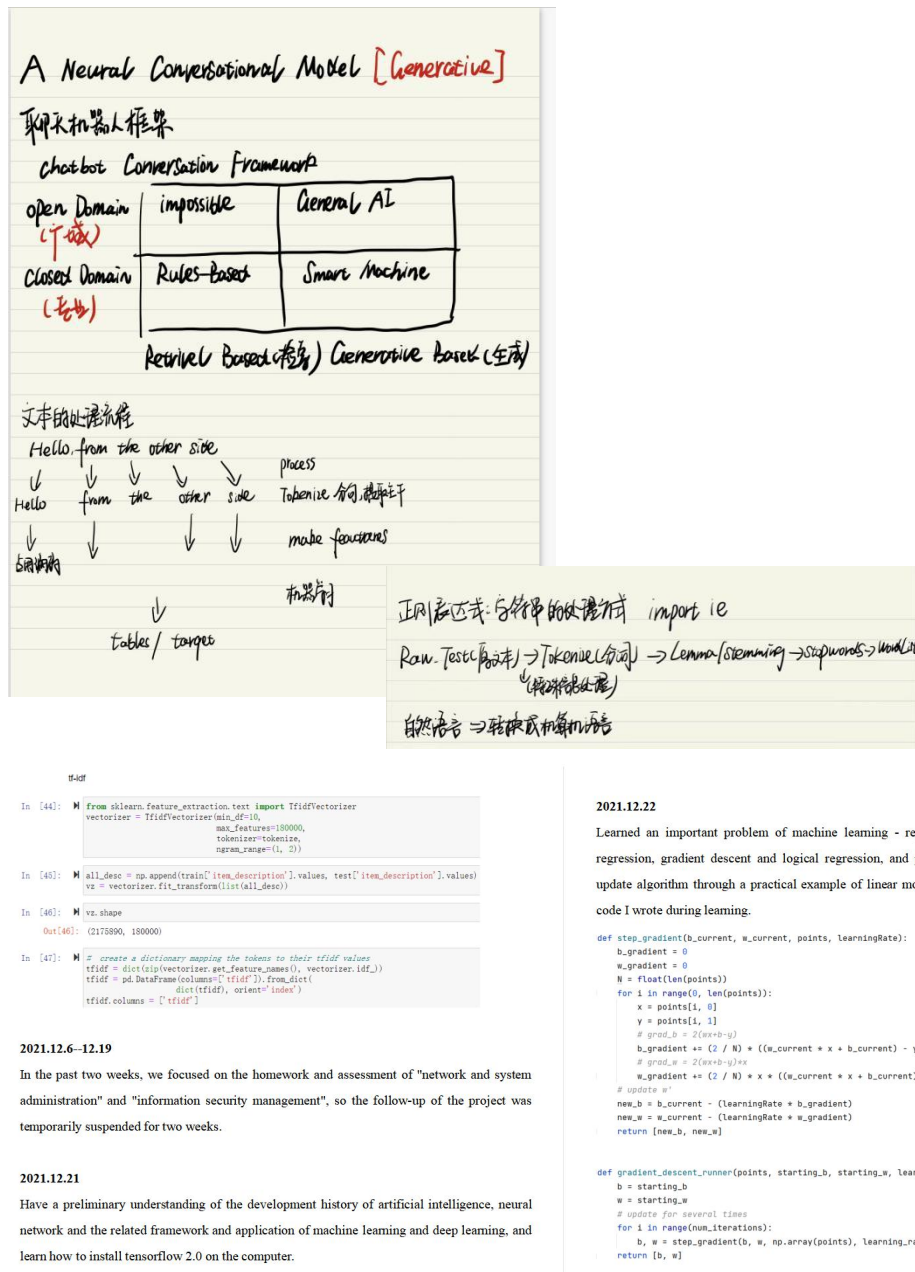 A Neural Conversational Model [Generative]
聊天机器人框架
Chatbot Conversation Framework
open Domain
impossible
General AI
Closed Domain
Rules-Based
Smart Machine
(专业)
Retrivel Based (检索) Generative Based (生成)
文本的处理流程
Hello, from the other side
process
Hello from the other side
Tokenize 分词,提取主干
make feautures
机器学习
tables/ target
正则表达式:字符串的处理方式 import ie
Raw_Test(原文本) → Tokenize(分词) → Lemma/Stemming → stopwords → WordList
自然语言 ⇒ 转换成计算机语言
tf-idf
In [44]: from sklearn.feature_extraction.text import TfidfVectorizer
vectorizer = TfidfVectorizer(min_df=10,
max_features=180000,
tokenizer=tokenize,
ngram_range=(1, 2))
In [45]: all_desc = np.append(train['item_description'].values, test['item_description'].values)
vz = vectorizer.fit_transform(list(all_desc))
In [46]: vz.shape
Out[46]: (2175890, 180000)
In [47]: # create a dictionary mapping the tokens to their tfidf values
tfidf = dict(zip(vectorizer.get_feature_names(), vectorizer.idf_))
tfidf = pd.DataFrame(columns=['tfidf']).from_dict(
dict(tfidf), orient='index')
tfidf.columns = ['tfidf']
2021.12.6--12.19
In the past two weeks, we focused on the homework and assessment of "network and system
administration" and "information security management", so the follow-up of the project was
temporarily suspended for two weeks.
2021.12.21
Have a preliminary understanding of the development history of artificial intelligence, neural
network and the related framework and application of machine learning and deep learning, and
learn how to install tensorflow 2.0 on the computer.
2021.12.22
Learned an important problem of machine learning - re
regression, gradient descent and logical regression, and
update algorithm through a practical example of linear mo
code I wrote during learning.
def step_gradient(b_current, w_current, points, learningRate):
b_gradient = 0
w_gradient = 0
N = float(len(points))
for i in range(0, len(points)):
x = points[i, 0]
y = points[i, 1]
# grad_b = 2(wx+b-y)
b_gradient += (2 / N) * ((w_current * x + b_current) - y
# grad_w = 2(wx+b-y)*x
w_gradient += (2 / N) * x * ((w_current * x + b_current)
# update w'
new_b = b_current - (learningRate * b_gradient)
new_w = w_current - (learningRate * w_gradient)
return [new_b, new_w]
def gradient_descent_runner(points, starting_b, starting_w, lear
b = starting_b
w = starting_w
# update for several times
for i in range(num_iterations):
b, w = step_gradient(b, w, np.array(points), learning_ra
return [b, w]